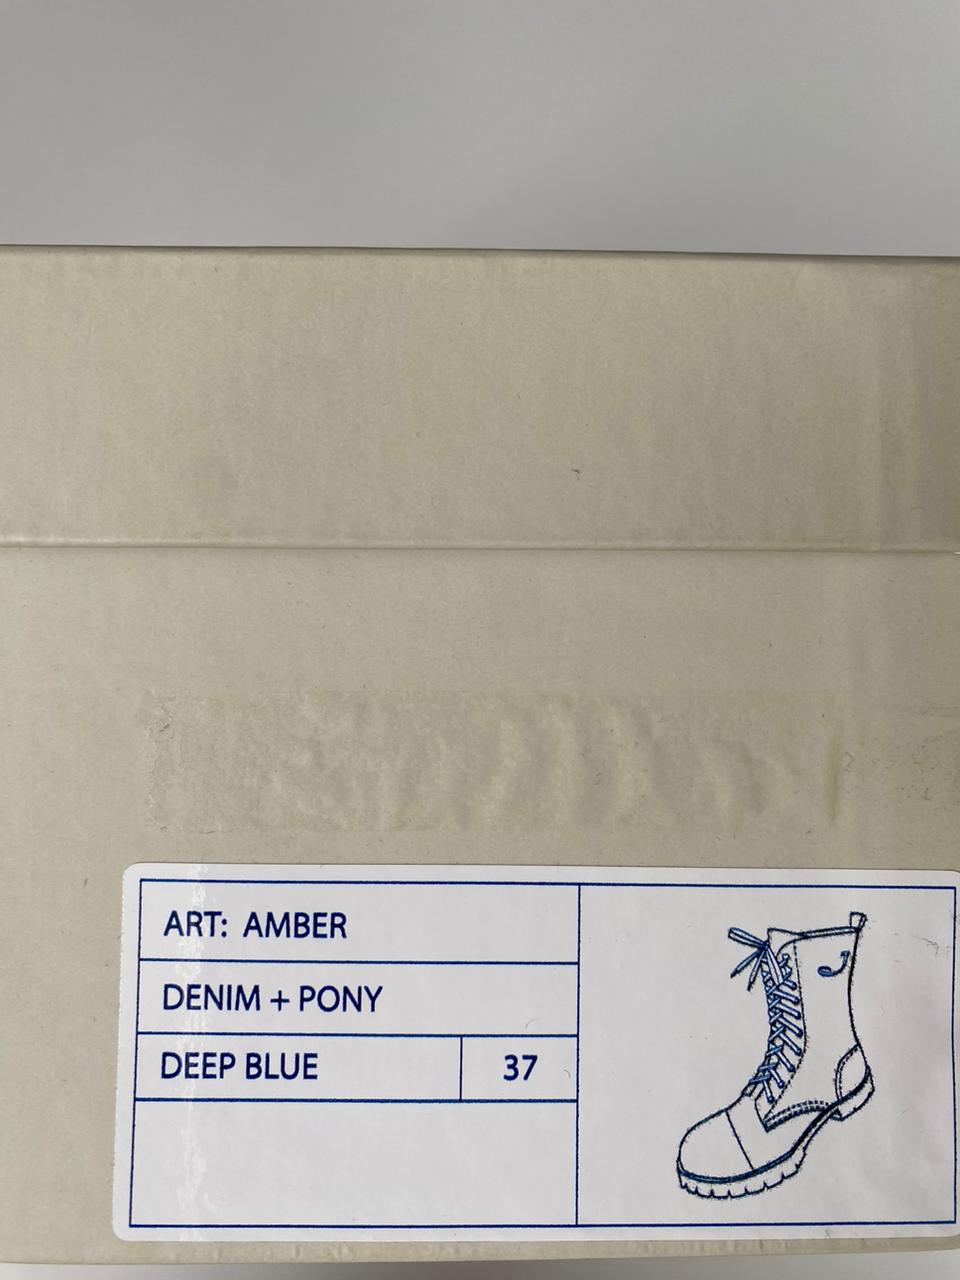 ART: AMBER
DENIM + PONY
DEEP BLUE 37